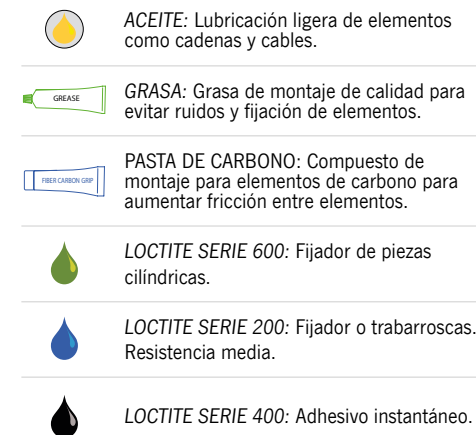 ACEITE: Lubricación ligera de elementos
como cadenas y cables.
GREASE
GRASA: Grasa de montaje de calidad para
evitar ruidos y fijación de elementos.
FIBER CARBON GRIP
PASTA DE CARBONO: Compuesto de
montaje para elementos de carbono para
aumentar fricción entre elementos.
LOCTITE SERIE 600: Fijador de piezas
cilíndricas.
LOCTITE SERIE 200: Fijador o trabarroscas.
Resistencia media.
LOCTITE SERIE 400: Adhesivo instantáneo.